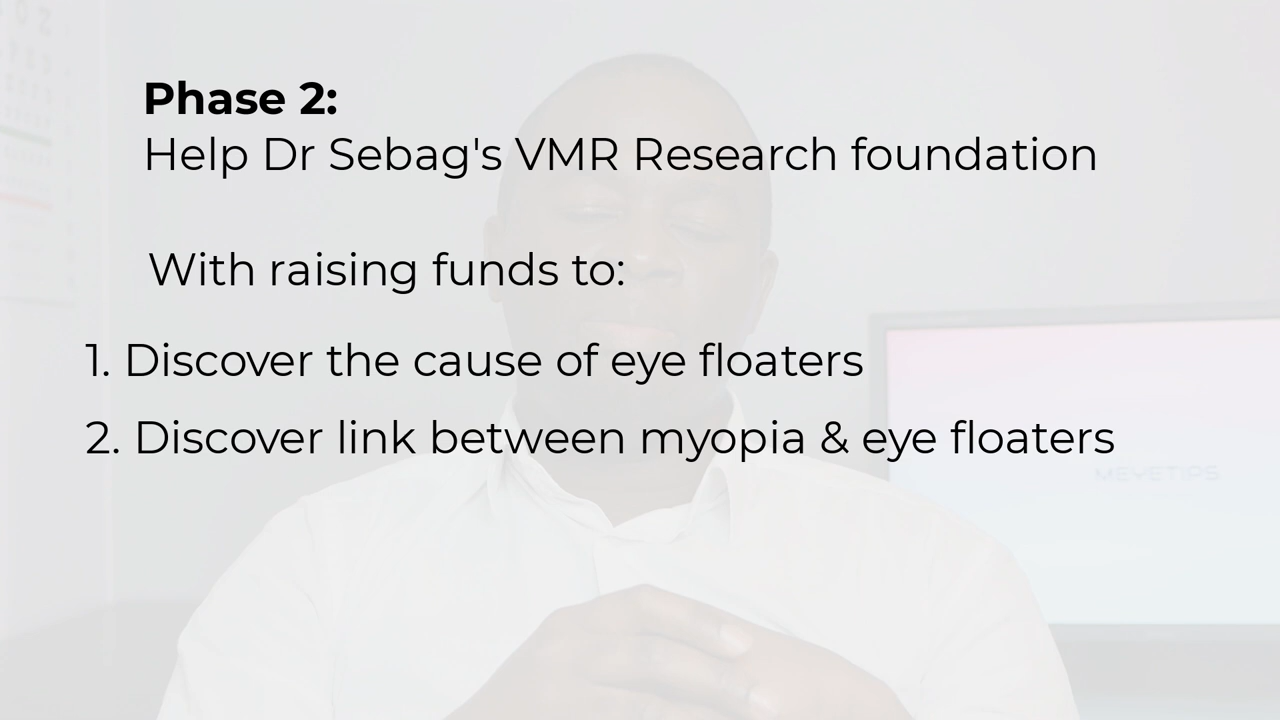 Phase 2:
Help Dr Sebag's VMR Research foundation
With raising funds to:
1. Discover the cause of eye floaters
2. Discover link between myopia & eye floaters
MEYETIPS